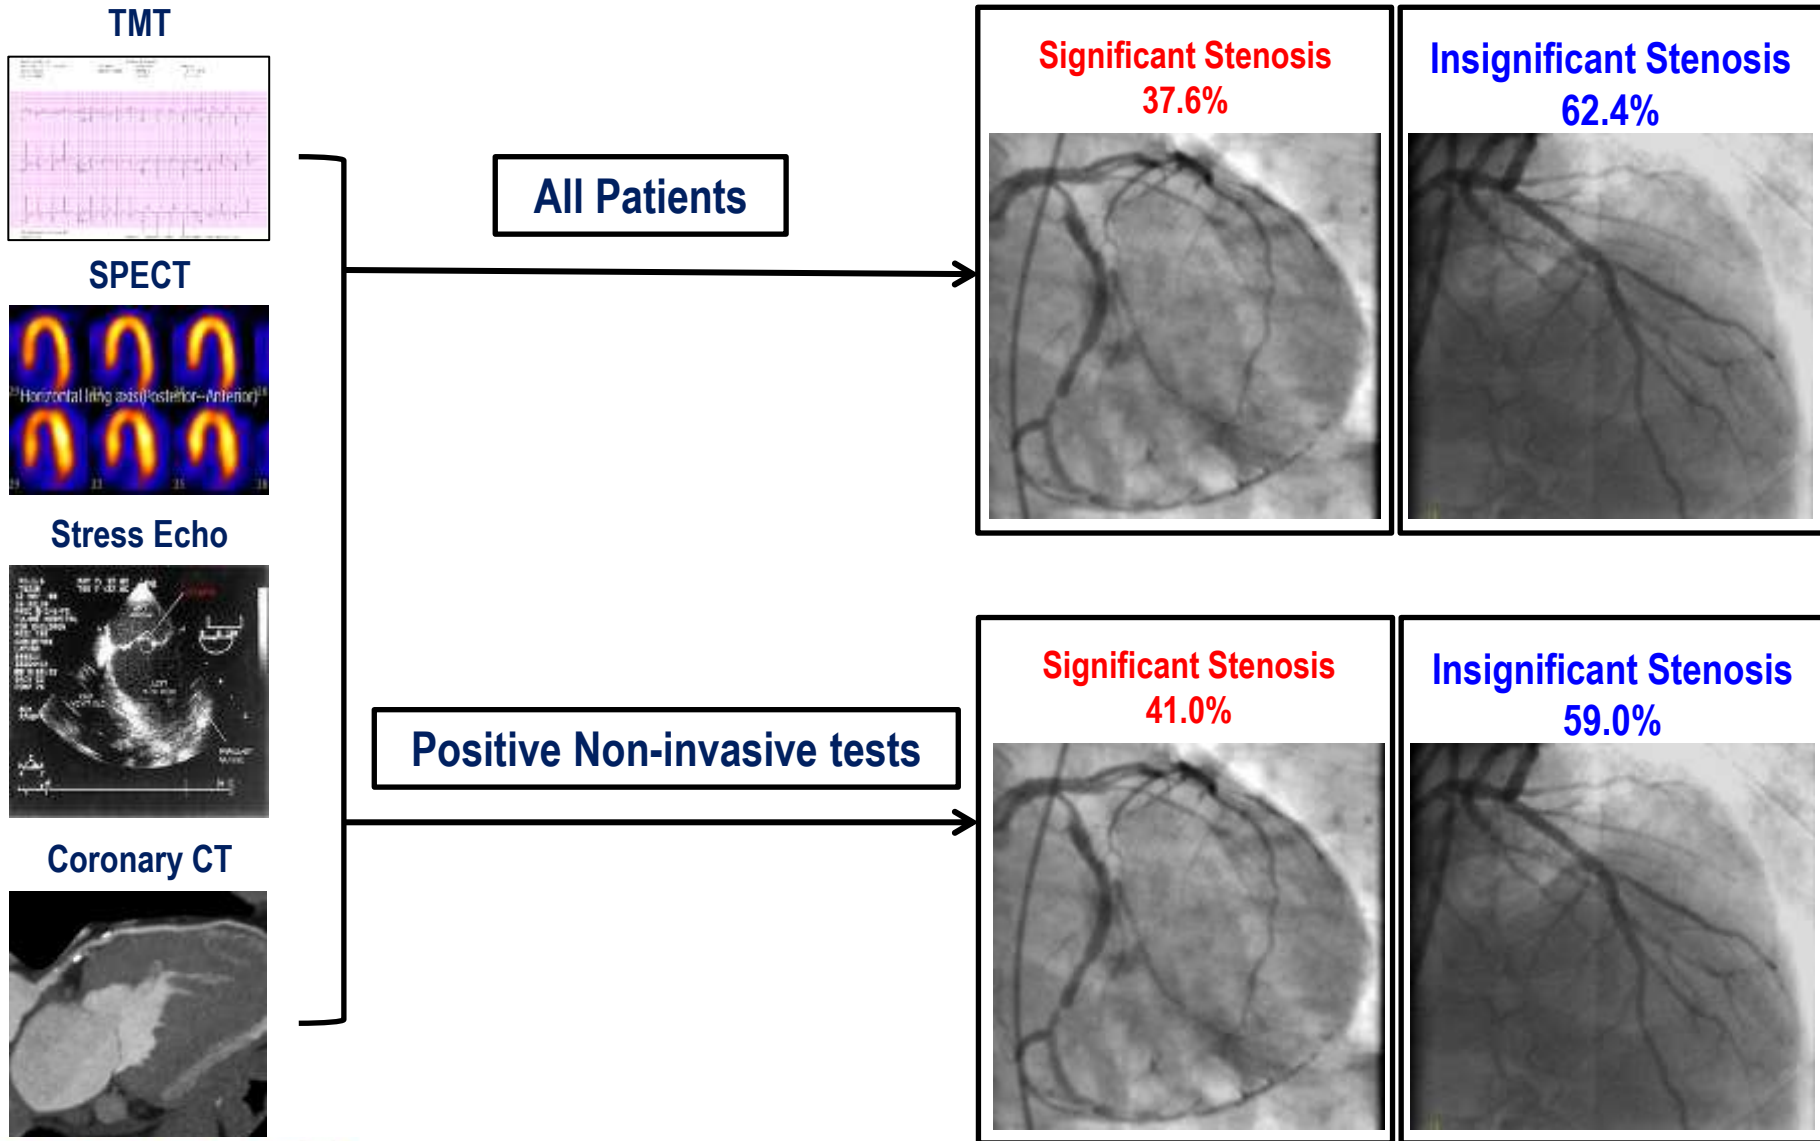 TMT
SPECT
Horizontal long axis(Posterior--Anterior)
Stress Echo
Coronary CT
All Patients
Positive Non-invasive tests
Significant Stenosis
37.6%
Insignificant Stenosis
62.4%
Significant Stenosis
41.0%
Insignificant Stenosis
59.0%